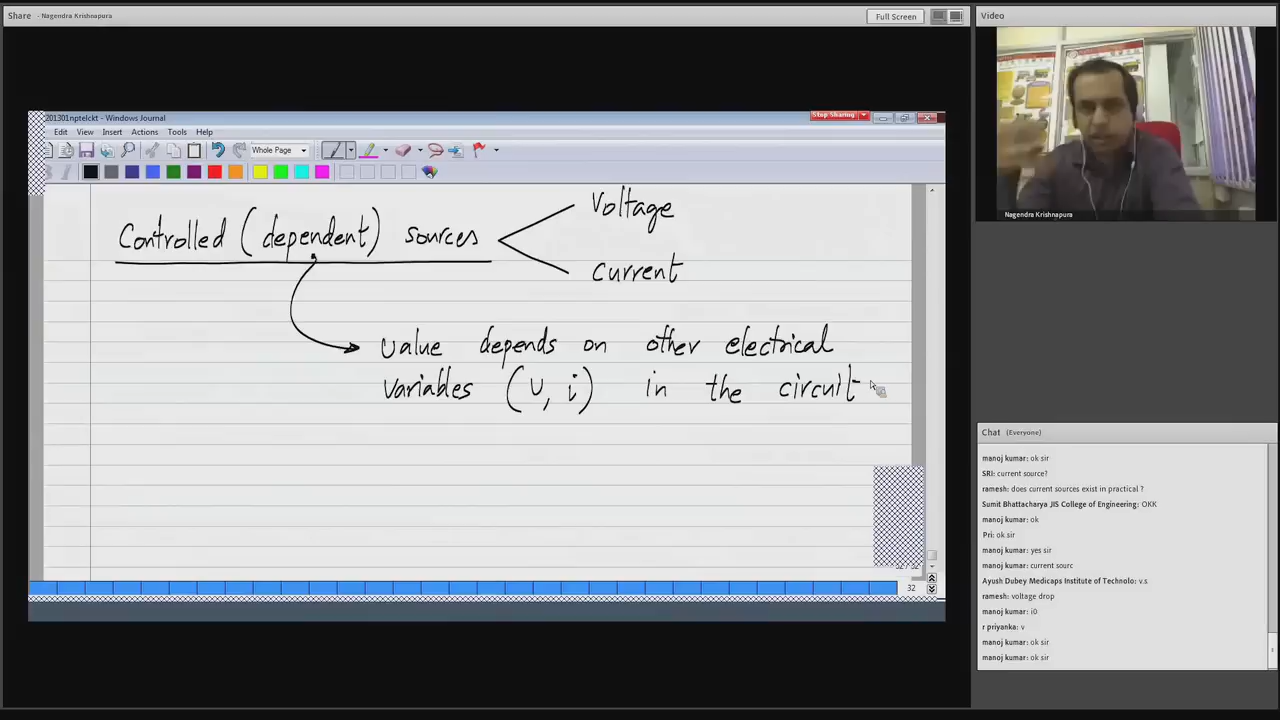 Share - Nagendra Krishnapura
Full Screen
Video
201301nptelckt - Windows Journal
Stop Sharing
Edit View Insert Actions Tools Help
Whole Page
Controlled (dependent) sources
Voltage
Current
value depends on other electrical
variables (v, i) in the circuit
32
Nagendra Krishnapura
Chat (Everyone)
manoj kumar: ok sir
SRI: current source?
ramesh: does current sources exist in practical ?
Sumit Bhattacharya JIS College of Engineering: OKK
manoj kumar: ok
Pri: ok sir
manoj kumar: yes sir
manoj kumar: current sourc
Ayush Dubey Medicaps Institute of Technolo: v.s
ramesh: voltage drop
manoj kumar: i0
r priyanka: v
manoj kumar: ok sir
manoj kumar: ok sir